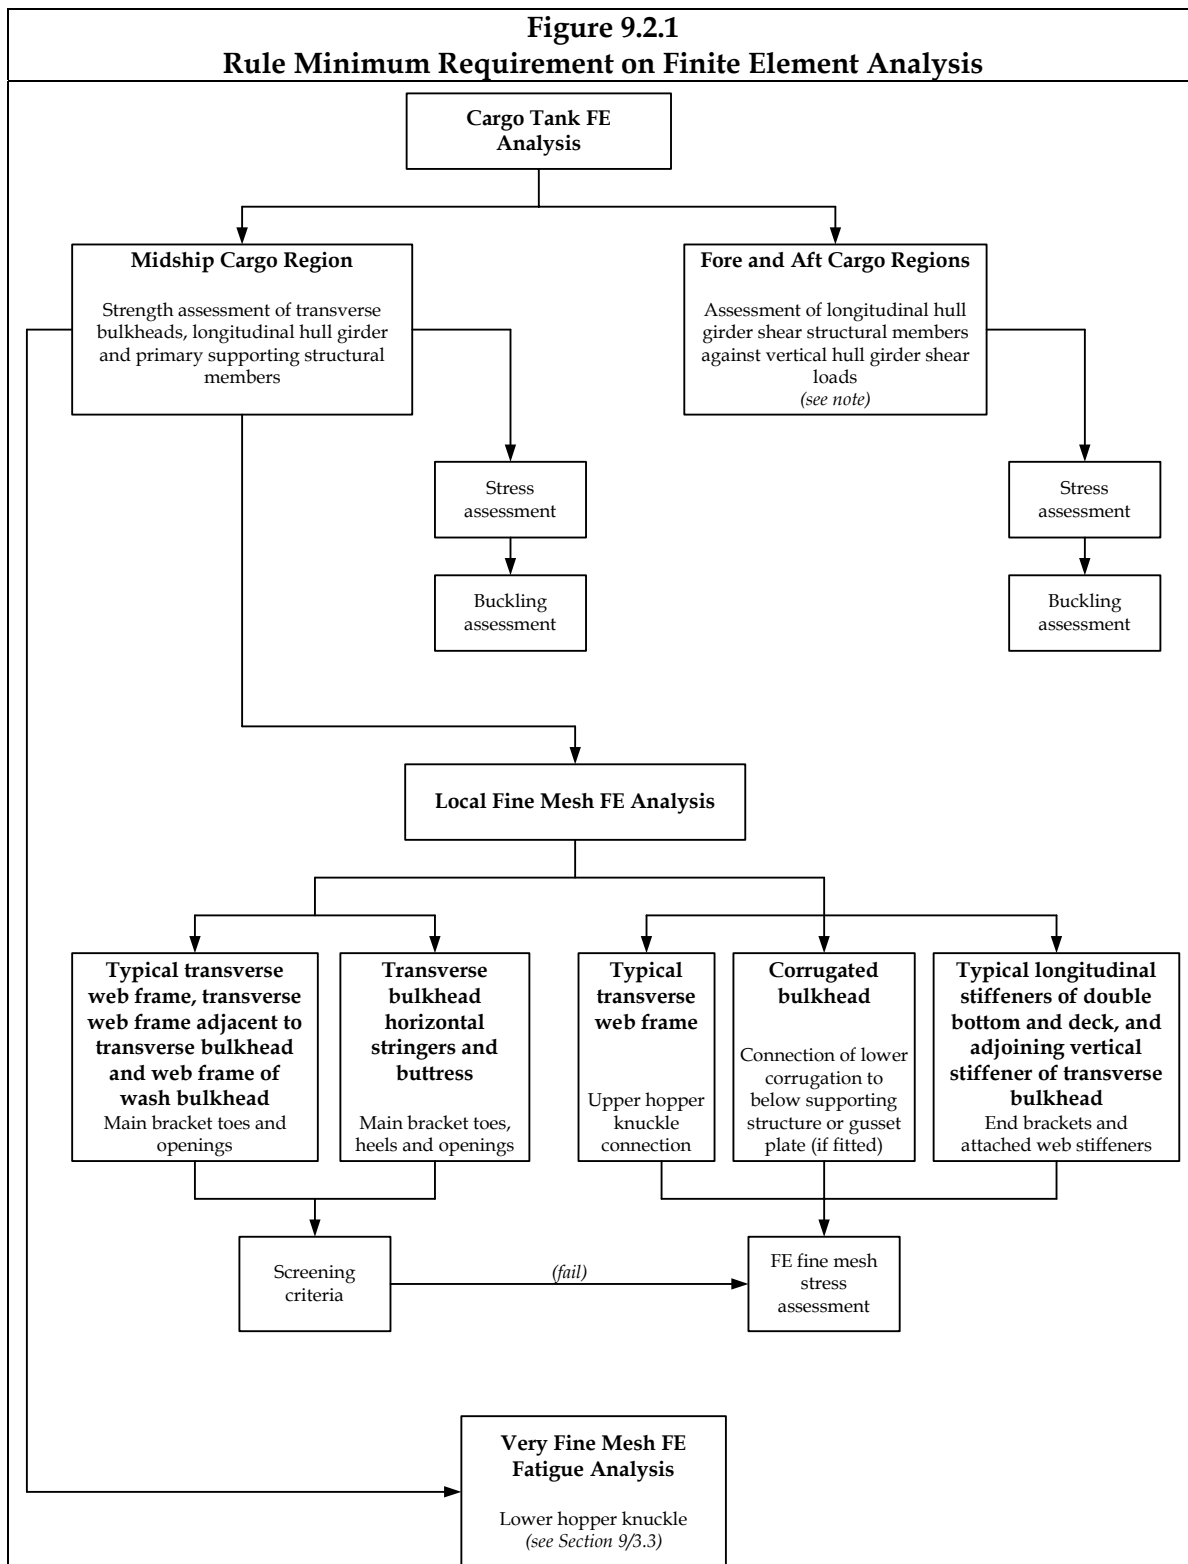 Figure 9.2.1
Rule Minimum Requirement on Finite Element Analysis
Cargo Tank FE
Analysis
Midship Cargo Region
Strength assessment of transverse
bulkheads, longitudinal hull girder
and primary supporting structural
members
Fore and Aft Cargo Regions
Assessment of longitudinal hull
girder shear structural members
against vertical hull girder shear
loads
(see note)
Stress
assessment
Buckling
assessment
Stress
assessment
Buckling
assessment
Local Fine Mesh FE Analysis
Typical transverse
web frame, transverse
web frame adjacent to
transverse bulkhead
and web frame of
wash bulkhead
Main bracket toes and
openings
Transverse
bulkhead
horizontal
stringers and
buttress
Main bracket toes,
heels and openings
Typical
transverse
web frame
Upper hopper
knuckle
connection
Corrugated
bulkhead
Connection of lower
corrugation to
below supporting
structure or gusset
plate (if fitted)
Typical longitudinal
stiffeners of double
bottom and deck, and
adjoining vertical
stiffener of transverse
bulkhead
End brackets and
attached web stiffeners
Screening
criteria
(fail)
FE fine mesh
stress
assessment
Very Fine Mesh FE
Fatigue Analysis
Lower hopper knuckle
(see Section 9/3.3)